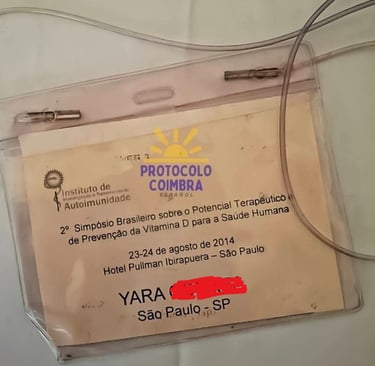 PROTOCOLO
COIMBRA
ESPAÑOL
Instituto de
Autoimunidade
2º Simpósio Brasileiro sobre o Potencial Terapêutico e
de Prevenção da Vitamina D para a Saúde Humana
23-24 de agosto de 2014
Hotel Pullman Ibirapuera – São Paulo
YARA
São Paulo - SP